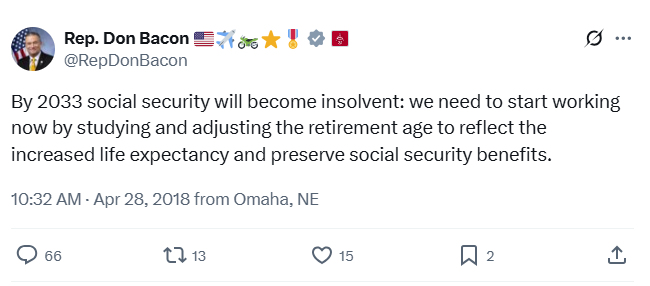 Rep. Don Bacon 🇺🇸✈️🏍️⭐🎖️
@RepDonBacon
By 2033 social security will become insolvent: we need to start working
now by studying and adjusting the retirement age to reflect the
increased life expectancy and preserve social security benefits.
10:32 AM · Apr 28, 2018 from Omaha, NE
66 13 15 2